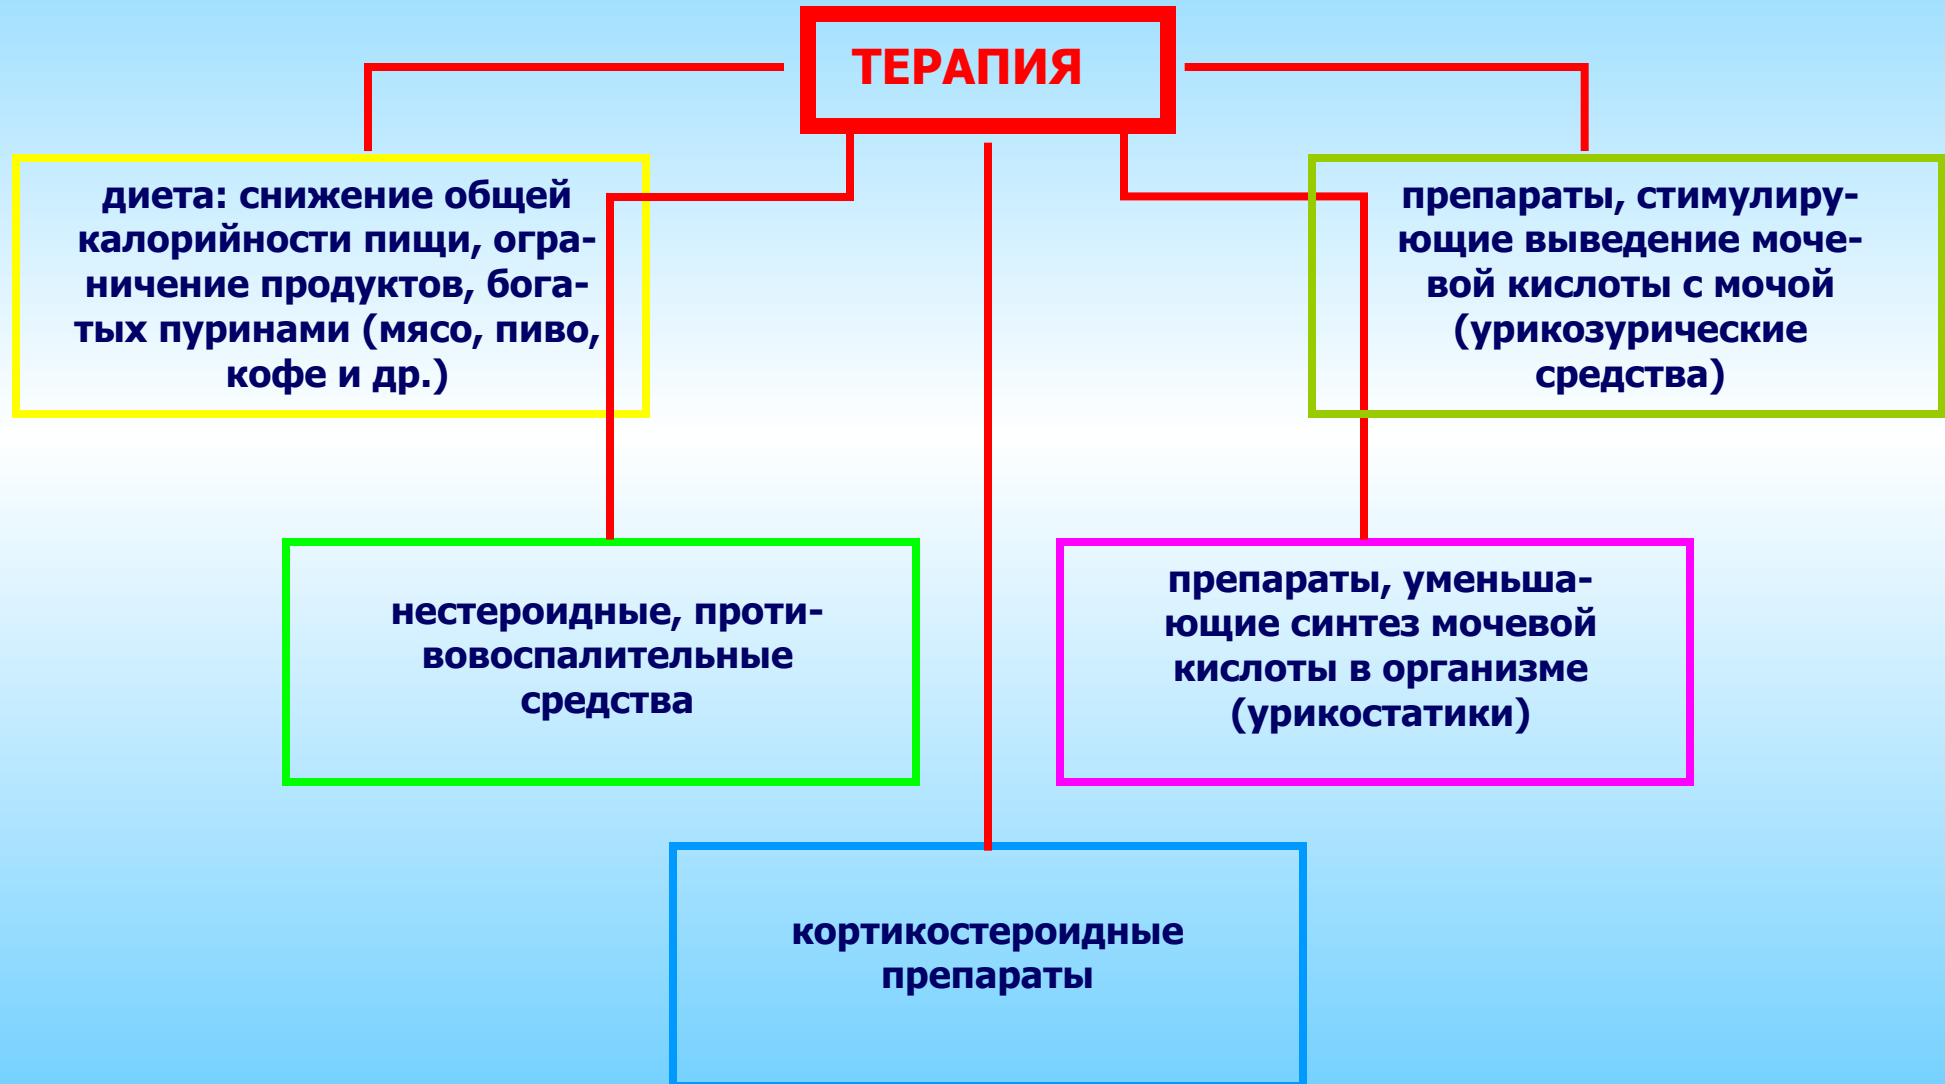 ТЕРАПИЯ
диета: снижение общей
калорийности пищи, огра-
ничение продуктов, бога-
тых пуринами (мясо, пиво,
кофе и др.)
препараты, стимулиру-
ющие выведение моче-
вой кислоты с мочой
(урикозурические
средства)
нестероидные, проти-
вовоспалительные
средства
препараты, уменьша-
ющие синтез мочевой
кислоты в организме
(урикостатики)
кортикостероидные
препараты